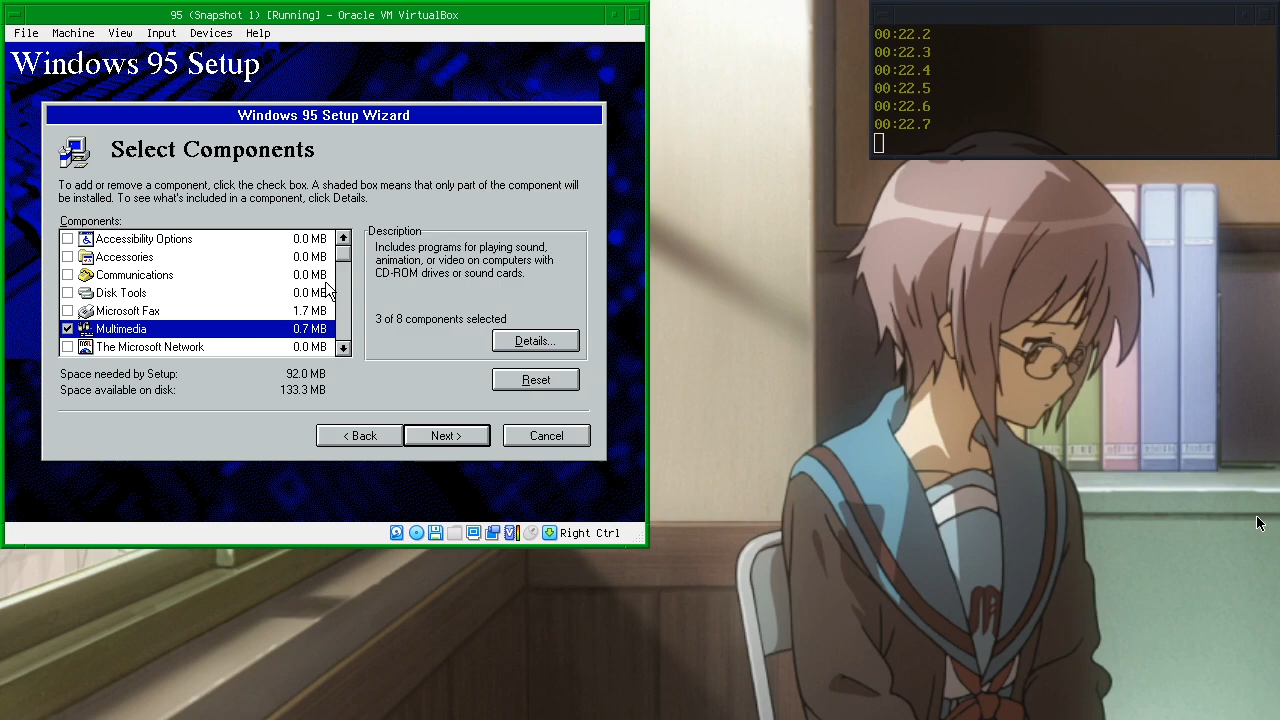 95 (Snapshot 1) [Running] - Oracle VM VirtualBox
File Machine View Input Devices Help
Windows 95 Setup
Windows 95 Setup Wizard
Select Components
To add or remove a component, click the check box. A shaded box means that only part of the component will
be installed. To see what's included in a component, click Details.
Components:
Accessibility Options 0.0 MB
Accessories 0.0 MB
Communications 0.0 MB
Disk Tools 0.0 MB
Microsoft Fax 1.7 MB
Multimedia 0.7 MB
The Microsoft Network 0.0 MB
Description
Includes programs for playing sound,
animation, or video on computers with
CD-ROM drives or sound cards.
3 of 8 components selected
Details...
Space needed by Setup: 92.0 MB
Space available on disk: 133.3 MB
Reset
< Back
Next >
Cancel
Right Ctrl
00:22.2
00:22.3
00:22.4
00:22.5
00:22.6
00:22.7